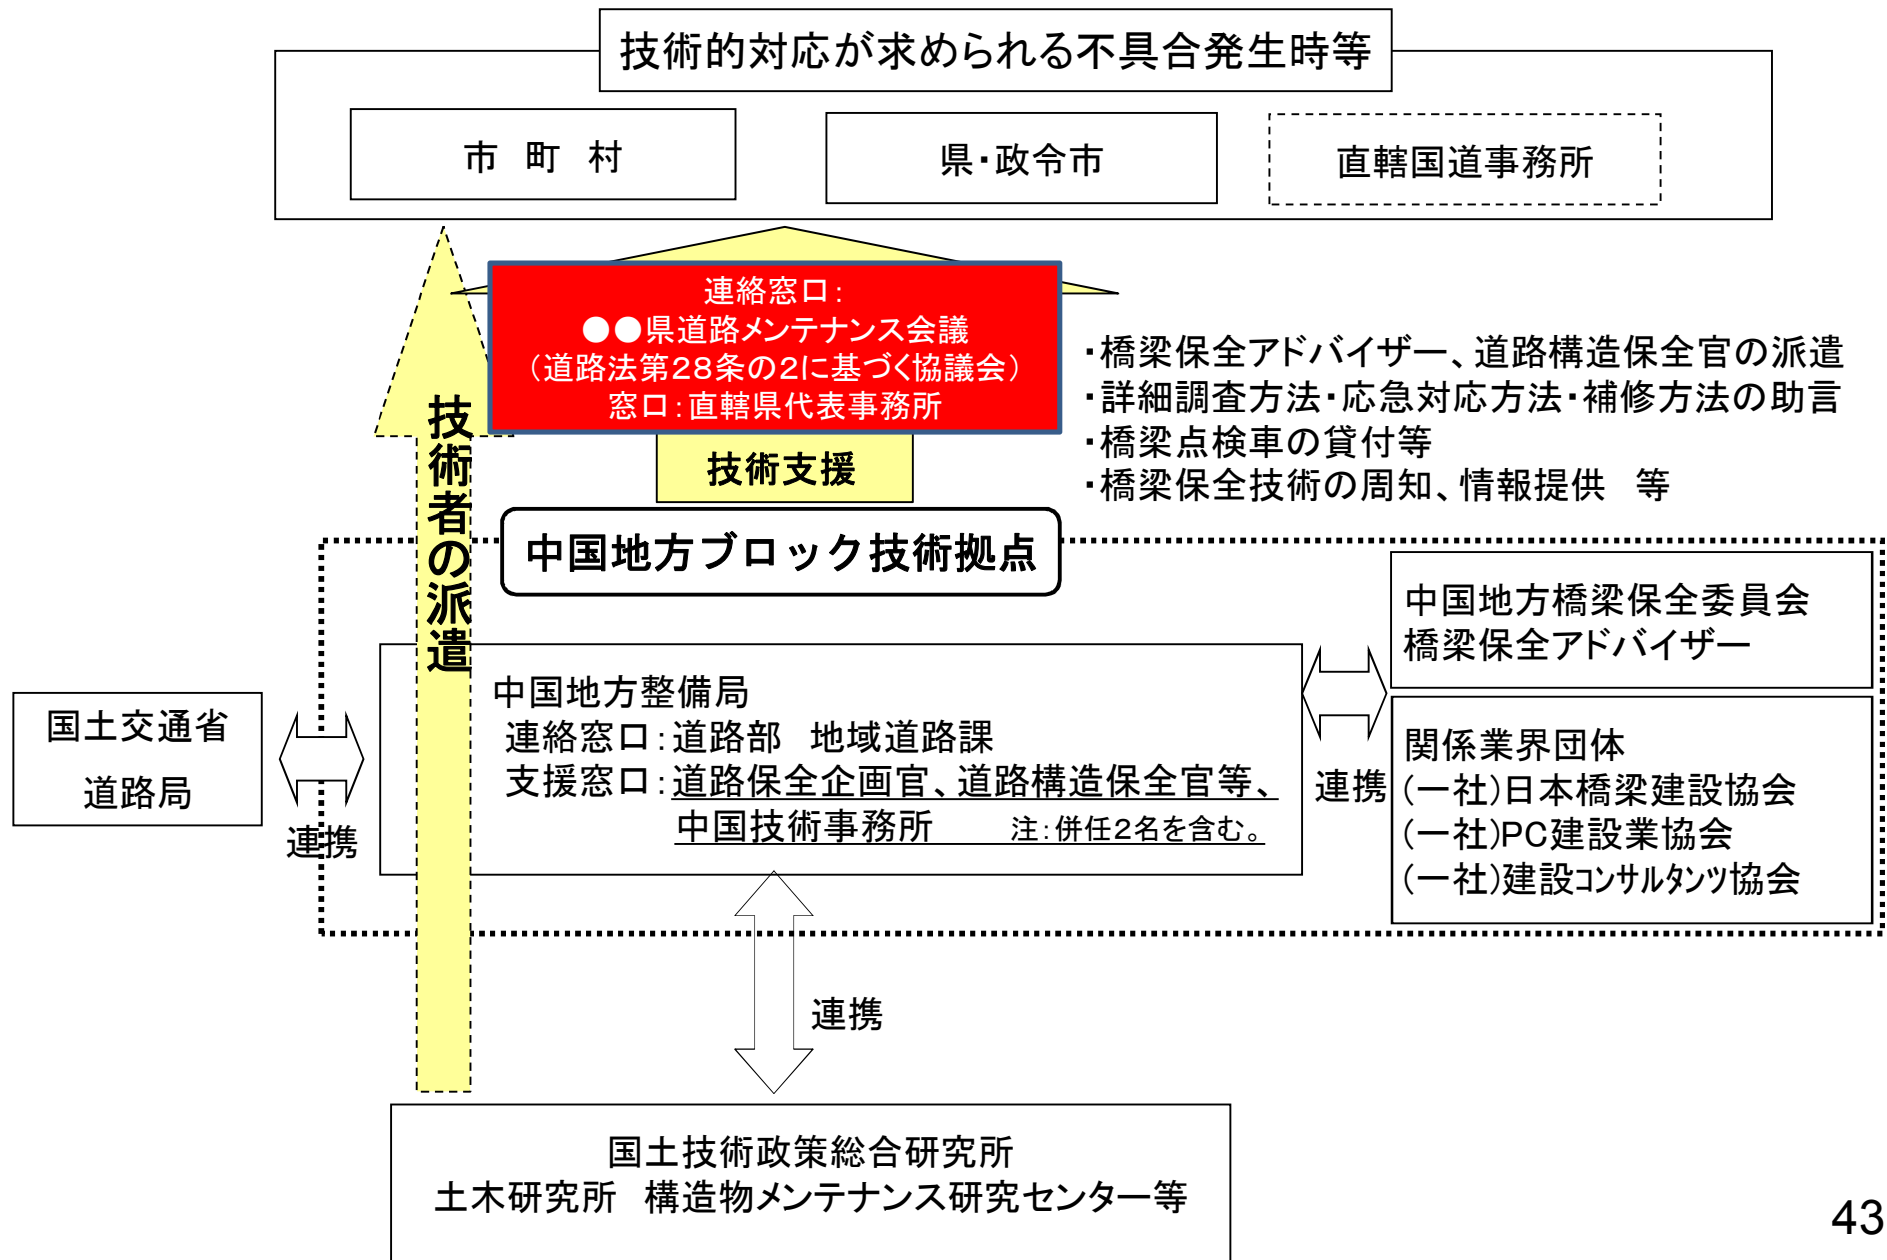 技術的対応が求められる不具合発生時等
市　町　村
県・政令市
直轄国道事務所
連絡窓口：
●●県道路メンテナンス会議
（道路法第２８条の２に基づく協議会）
窓口：直轄県代表事務所
技術支援
・橋梁保全アドバイザー、道路構造保全官の派遣
・詳細調査方法・応急対応方法・補修方法の助言
・橋梁点検車の貸付等
・橋梁保全技術の周知、情報提供　等
技術者の派遣
中国地方ブロック技術拠点
中国地方橋梁保全委員会
橋梁保全アドバイザー
中国地方整備局
連絡窓口：道路部　地域道路課
支援窓口：道路保全企画官、道路構造保全官等、
中国技術事務所　　注：併任２名を含む。
国土交通省
道路局
連携
連携
関係業界団体
(一社)日本橋梁建設協会
(一社)PC建設業協会
(一社)建設コンサルタンツ協会
連携
国土技術政策総合研究所
土木研究所　構造物メンテナンス研究センター等
43